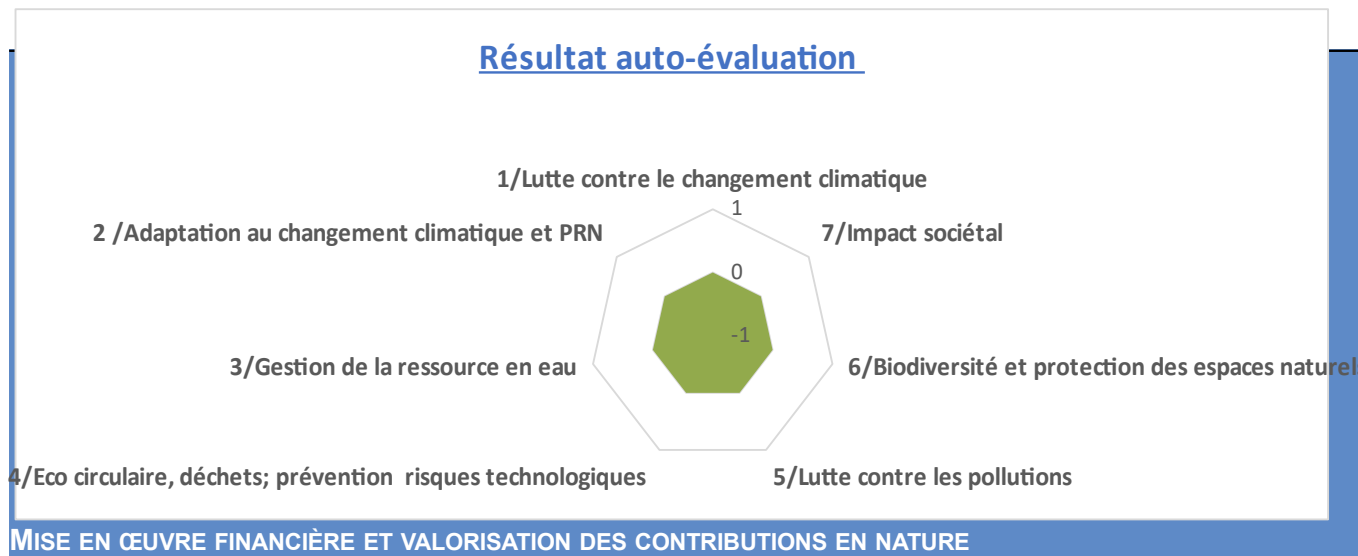 Résultat auto-évaluation
1/Lutte contre le changement climatique
1
2 /Adaptation au changement climatique et PRN
7/Impact sociétal
0
-1
3/Gestion de la ressource en eau
6/Biodiversité et protection des espaces naturel
4/Eco circulaire, déchets; prévention  risques technologiques
5/Lutte contre les pollutions
MISE EN ŒUVRE FINANCIÈRE ET VALORISATION DES CONTRIBUTIONS EN NATURE